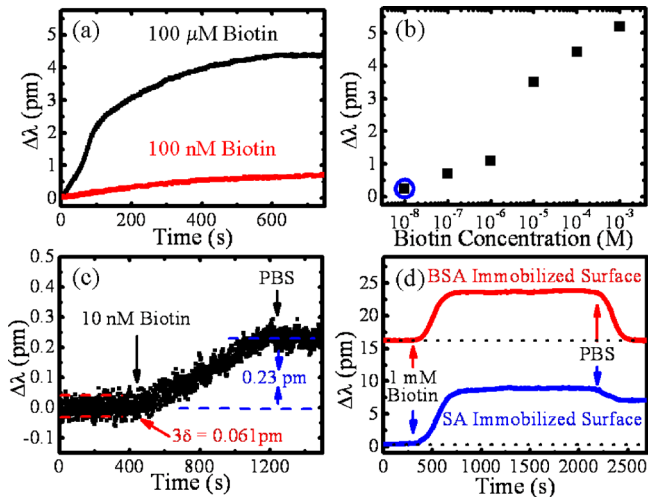 (a)
100 μM Biotin
100 nM Biotin
Δλ (pm)
5
4
3
2
1
0
0 200 400 600
Time (s)
(b)
Δλ (pm)
5
4
3
2
1
0
10⁻⁸ 10⁻⁷ 10⁻⁶ 10⁻⁵ 10⁻⁴ 10⁻³
Biotin Concentration (M)
(c)
PBS
10 nM Biotin
0.23 pm
3δ = 0.061pm
Δλ (pm)
0.5
0.4
0.3
0.2
0.1
0.0
-0.1
0 400 800 1200
Time (s)
(d)
BSA Immobilized Surface
PBS
1 mM
Biotin
SA Immobilized Surface
Δλ (pm)
25
20
15
10
5
0
0 500 1000 1500 2000 2500
Time (s)